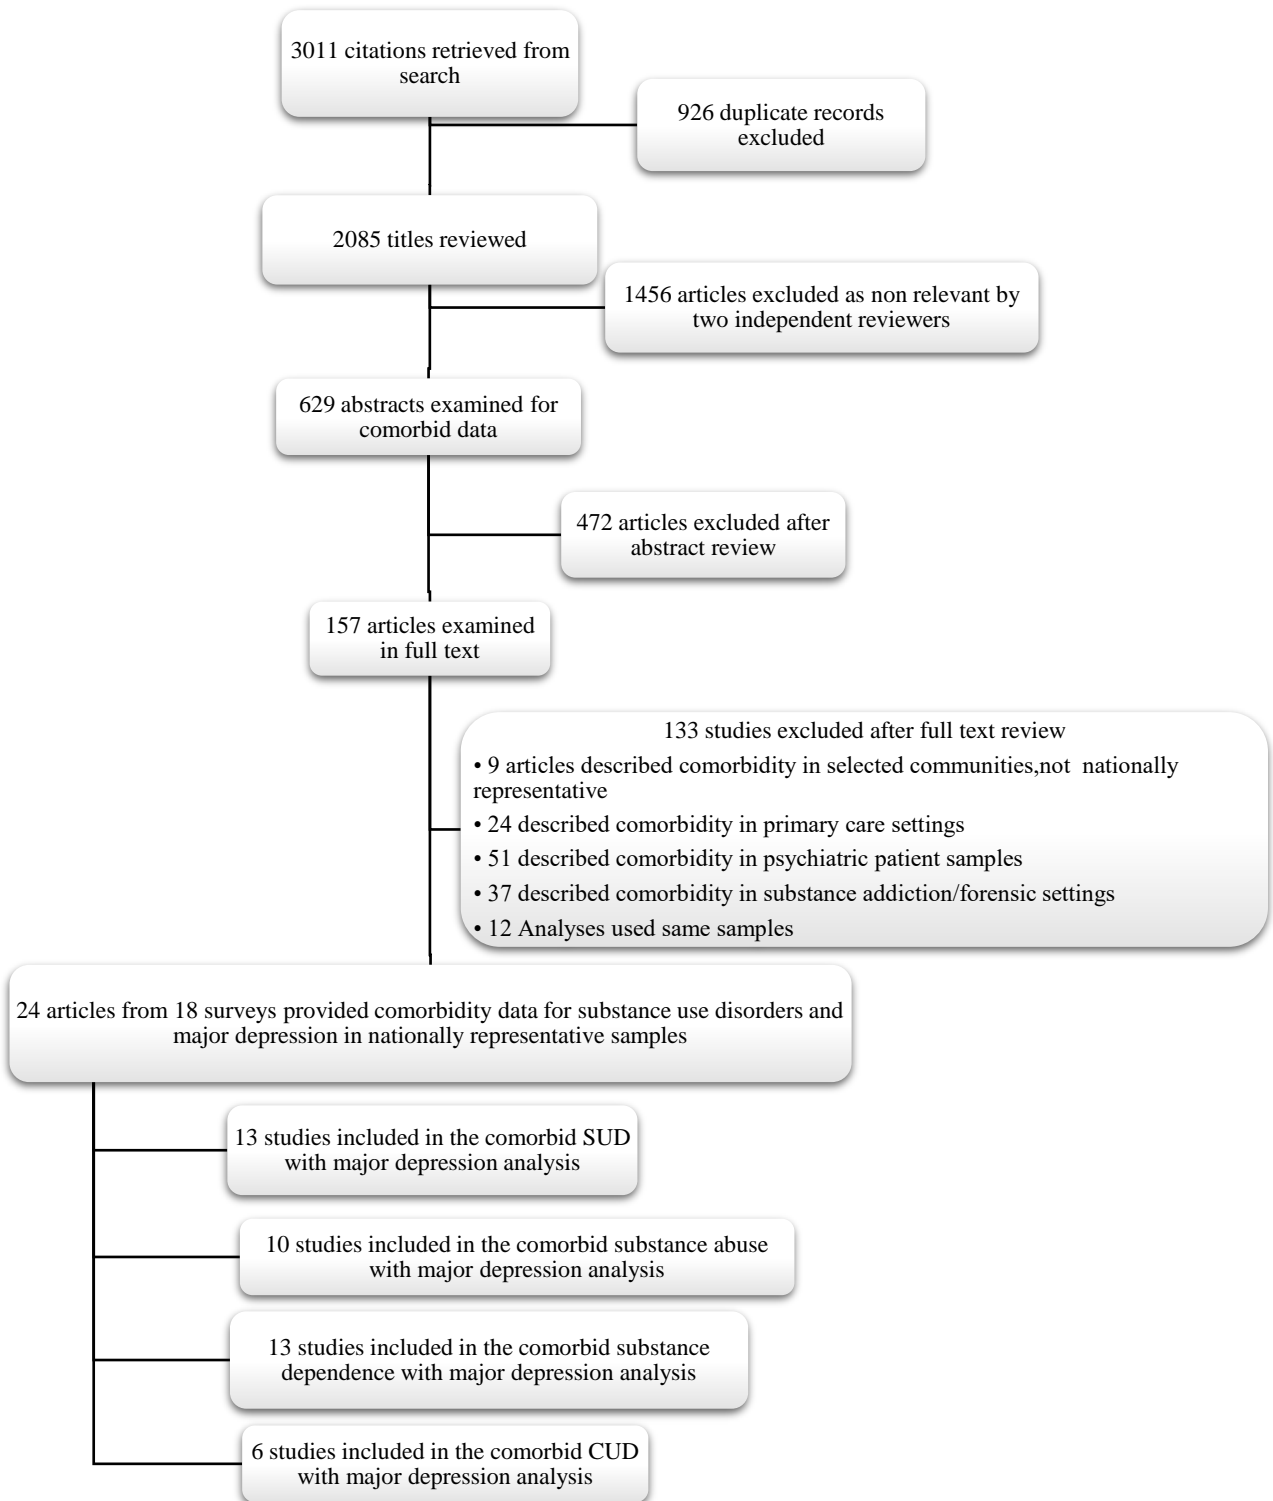 3011 citations retrieved from
search
926 duplicate records
excluded
2085 titles reviewed
1456 articles excluded as non relevant by
two independent reviewers
629 abstracts examined for
comorbid data
472 articles excluded after
abstract review
157 articles examined
in full text
133 studies excluded after full text review
• 9 articles described comorbidity in selected communities,not nationally
representative
• 24 described comorbidity in primary care settings
• 51 described comorbidity in psychiatric patient samples
• 37 described comorbidity in substance addiction/forensic settings
• 12 Analyses used same samples
24 articles from 18 surveys provided comorbidity data for substance use disorders and
major depression in nationally representative samples
13 studies included in the comorbid SUD
with major depression analysis
10 studies included in the comorbid substance abuse
with major depression analysis
13 studies included in the comorbid substance
dependence with major depression analysis
6 studies included in the comorbid CUD
with major depression analysis